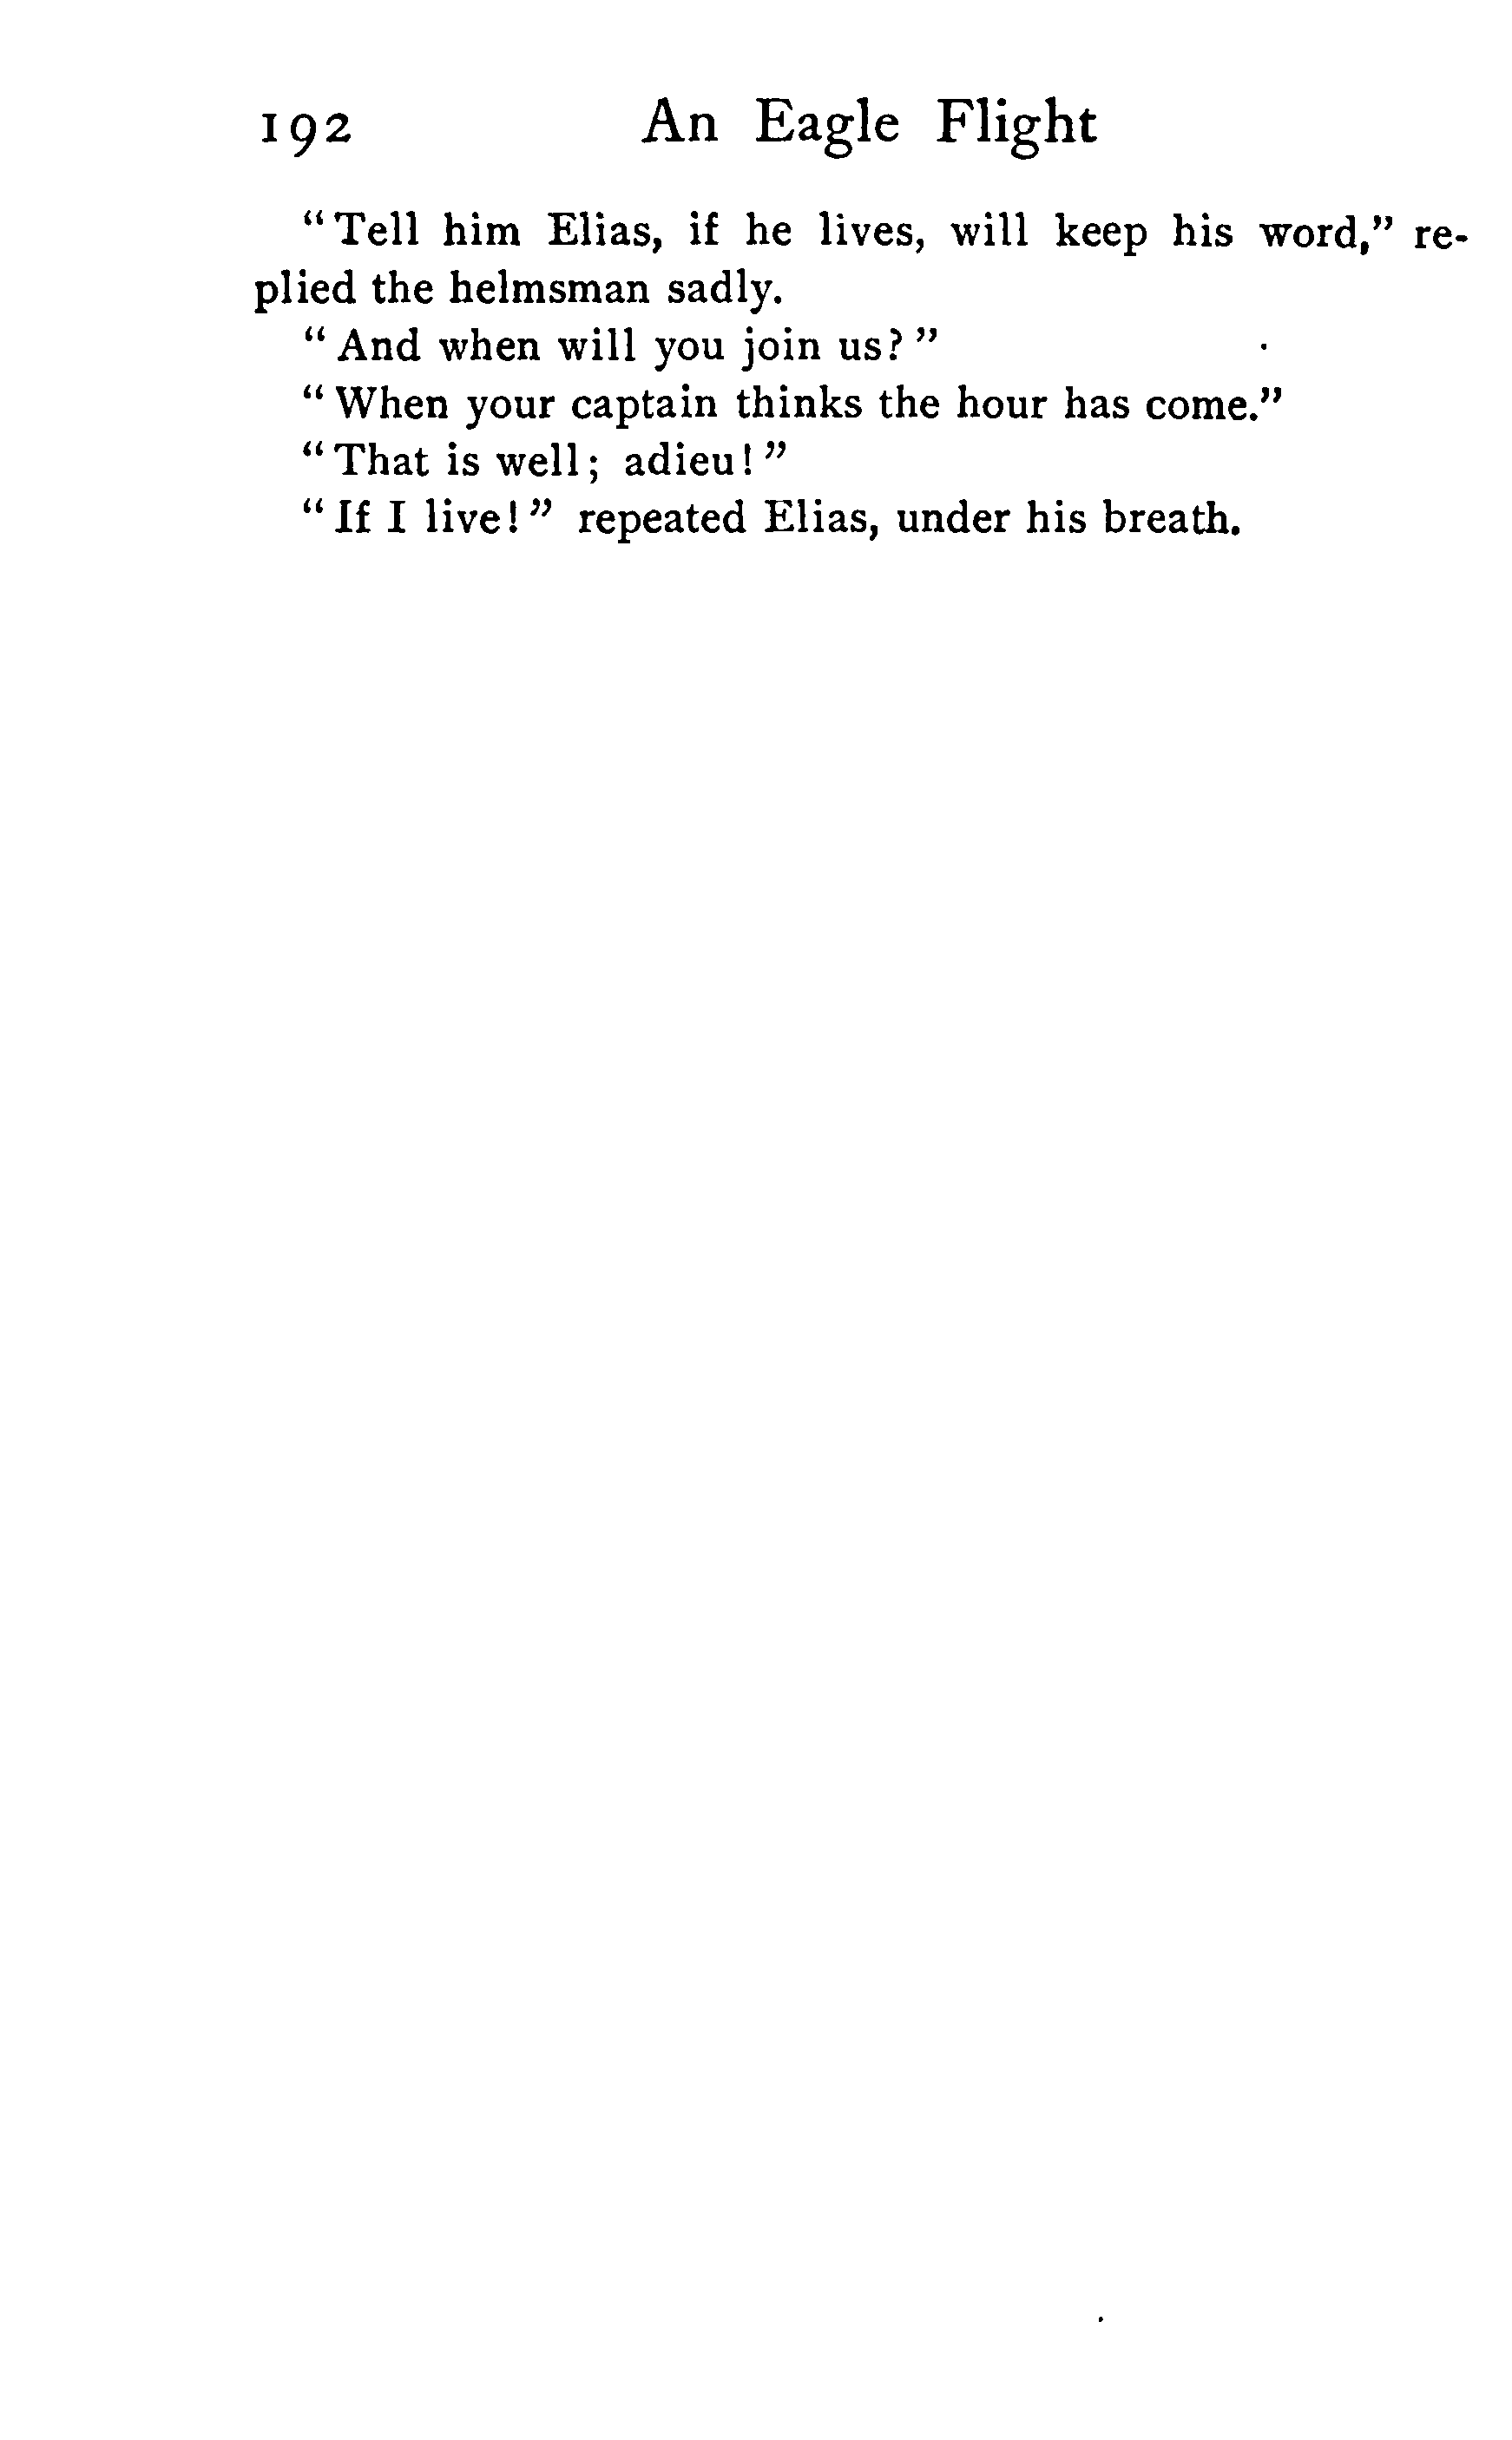 192 An Eagle Flight
“Tell him Elias, if he lives, will keep his word,” re-
plied the helmsman sadly.
“And when will you join us?”
“When your captain thinks the hour has come.”
“That is well; adieu!”
“If I live!” repeated Elias, under his breath.